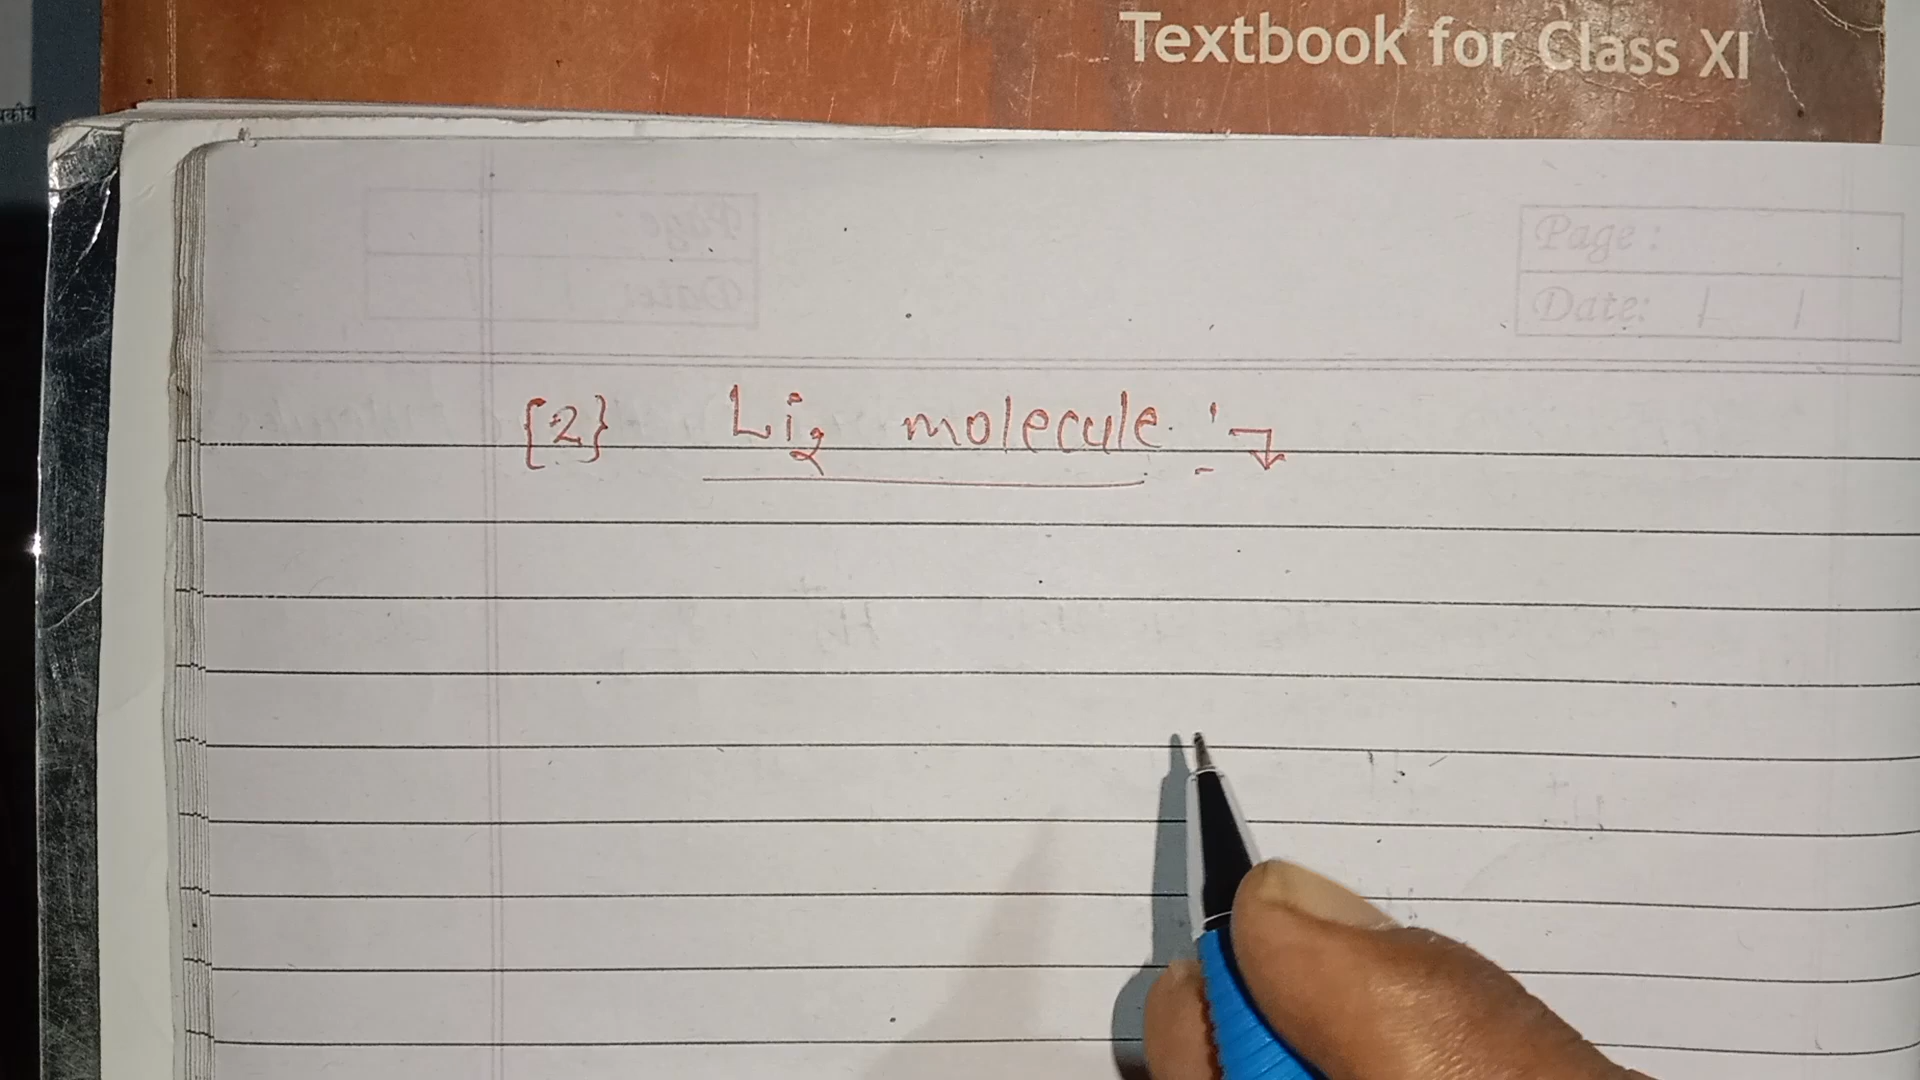 Textbook for Class XI
Page :
Date:
{2} Li₂ molecule :